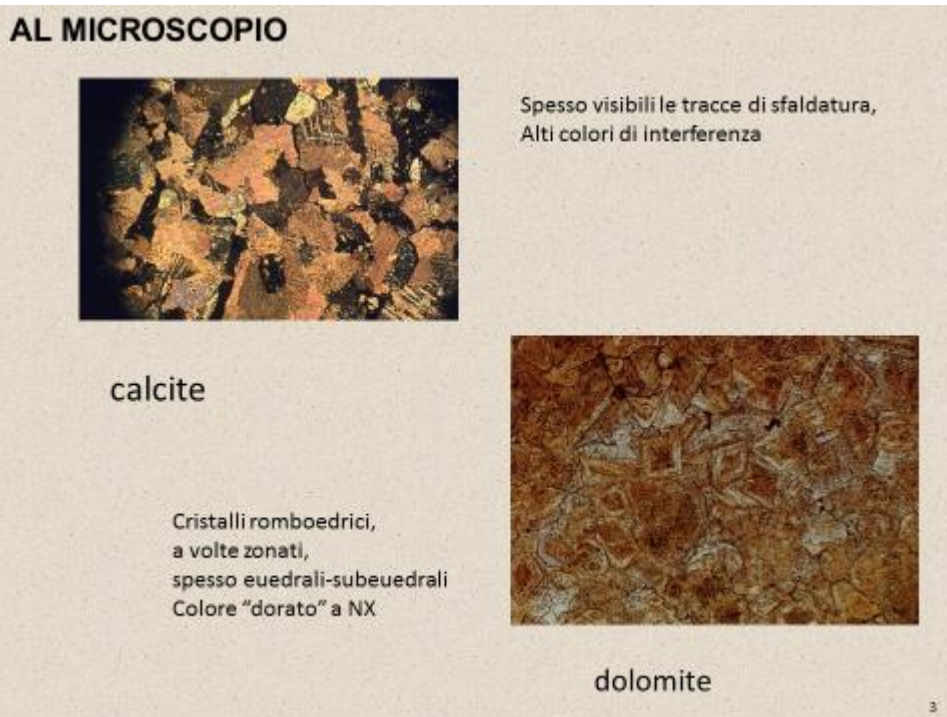 AL MICROSCOPIO
Spesso visibili le tracce di sfaldatura,
Alti colori di interferenza
calcite
Cristalli romboedrici,
a volte zonati,
spesso euedrali-subeuedrali
Colore “dorato” a NX
dolomite
3